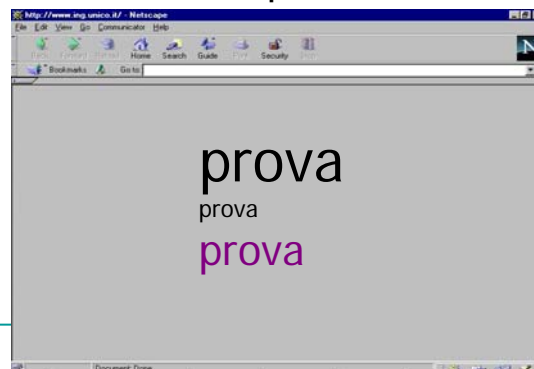 http://www.ing.unico.it/ - Netscape
File Edit View Go Communicator Help
Back Forward Reload Home Search Guide Print Security Stop
Bookmarks Go to:
N
prova
prova
prova
Document: Done